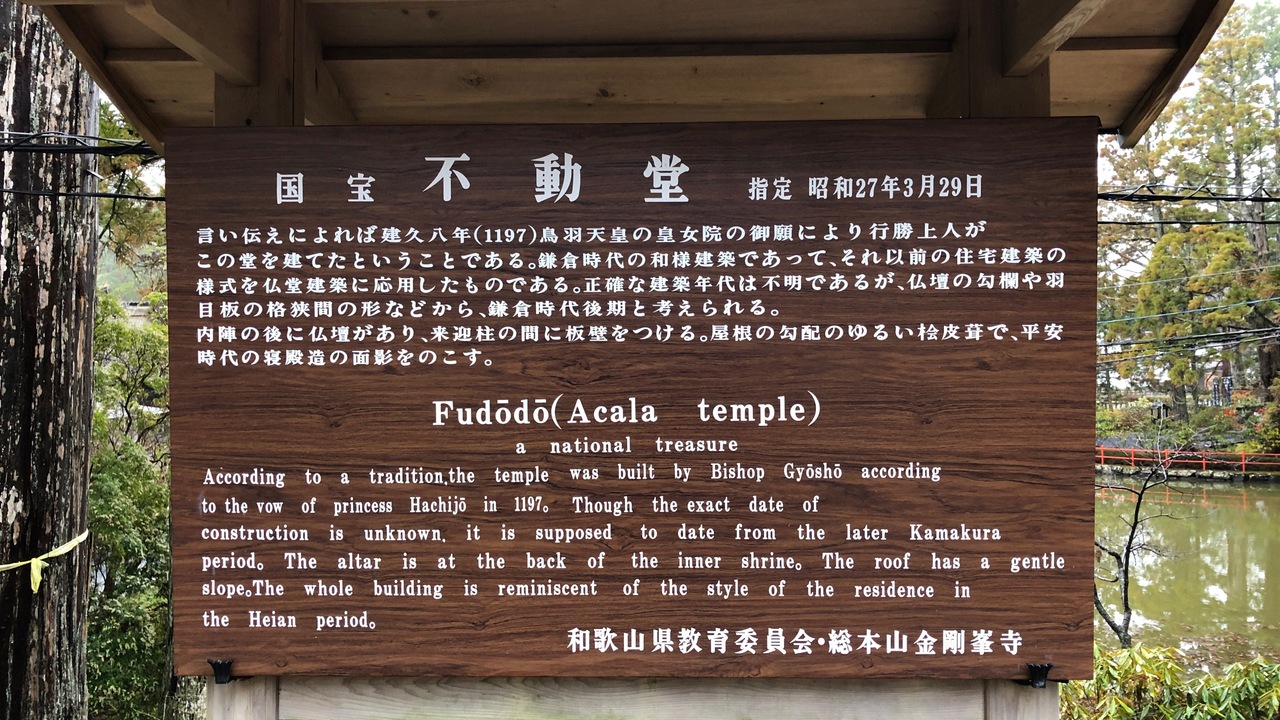 国宝 不動堂 指定 昭和27年3月29日
言い伝えによれば建久八年(1197)鳥羽天皇の皇女院の御願により行勝上人が
この堂を建てたということである。鎌倉時代の和様建築であって、それ以前の住宅建築の
様式を仏堂建築に応用したものである。正確な建築年代は不明であるが、仏壇の勾欄や羽
目板の格狭間の形などから、鎌倉時代後期と考えられる。
内陣の後に仏壇があり、来迎柱の間に板壁をつける。屋根の勾配のゆるい桧皮葺で、平安
時代の寝殿造の面影をのこす。
Fudōdō(Acala temple)
a national treasure
According to a tradition,the temple was built by Bishop Gyōshō according
to the vow of princess Hachijō in 1197。 Though the exact date of
construction is unknown, it is supposed to date from the later Kamakura
period。 The altar is at the back of the inner shrine。 The roof has a gentle
slope。The whole building is reminiscent of the style of the residence in
the Heian period。
和歌山県教育委員会・総本山金剛峯寺